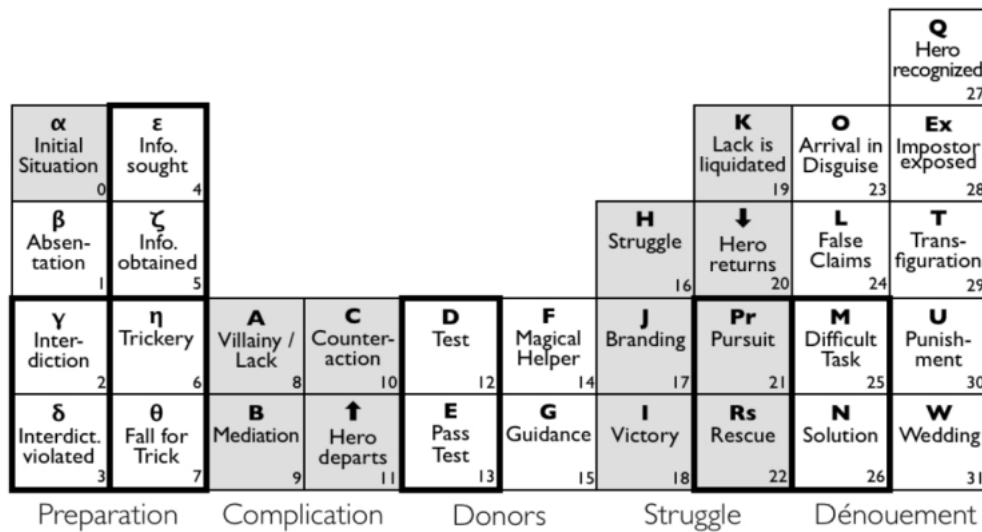 Q
Hero
recognized
27
α
Initial
Situation
0
ε
Info.
sought
4
K
Lack is
liquidated
19
O
Arrival in
Disguise
23
Ex
Impostor
exposed
28
β
Absen-
tation
1
ζ
Info.
obtained
5
H
Struggle
16
⬇
Hero
returns
20
L
False
Claims
24
T
Trans-
figuration
29
γ
Inter-
diction
2
η
Trickery
6
A
Villainy /
Lack
8
C
Counter-
action
10
D
Test
12
F
Magical
Helper
14
J
Branding
17
Pr
Pursuit
21
M
Difficult
Task
25
U
Punish-
ment
30
δ
Interdict.
violated
3
θ
Fall for
Trick
7
B
Mediation
9
⬆
Hero
departs
11
E
Pass
Test
13
G
Guidance
15
I
Victory
18
Rs
Rescue
22
N
Solution
26
W
Wedding
31
Preparation
Complication
Donors
Struggle
Dénouement